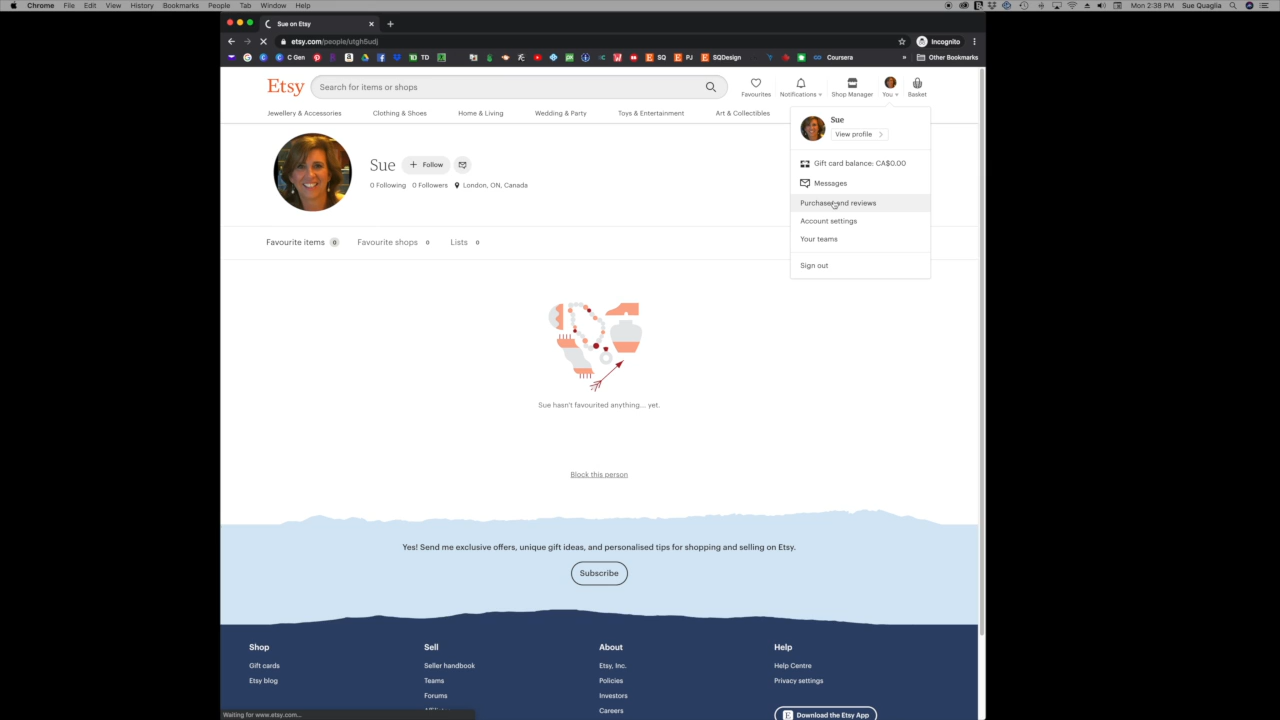 Chrome File Edit View History Bookmarks People Tab Window Help Mon 2:38 PM Sue Quaglia
Sue on Etsy
etsy.com/people/utgh5udj Incognito
C Gen TD SQ PJ SQDesign Coursera » Other Bookmarks
Etsy Search for items or shops Favourites Notifications Shop Manager You Basket
Jewellery & Accessories Clothing & Shoes Home & Living Wedding & Party Toys & Entertainment Art & Collectibles
Sue
View profile
Gift card balance: CA$0.00
Messages
Purchases and reviews
Account settings
Your teams
Sign out
Sue + Follow
0 Following 0 Followers London, ON, Canada
Favourite items 0 Favourite shops 0 Lists 0
Sue hasn't favourited anything... yet.
Block this person
Yes! Send me exclusive offers, unique gift ideas, and personalised tips for shopping and selling on Etsy.
Subscribe
Shop Sell About Help
Gift cards Seller handbook Etsy, Inc. Help Centre
Etsy blog Teams Policies Privacy settings
Forums Investors
Careers
Download the Etsy App
Waiting for www.etsy.com...